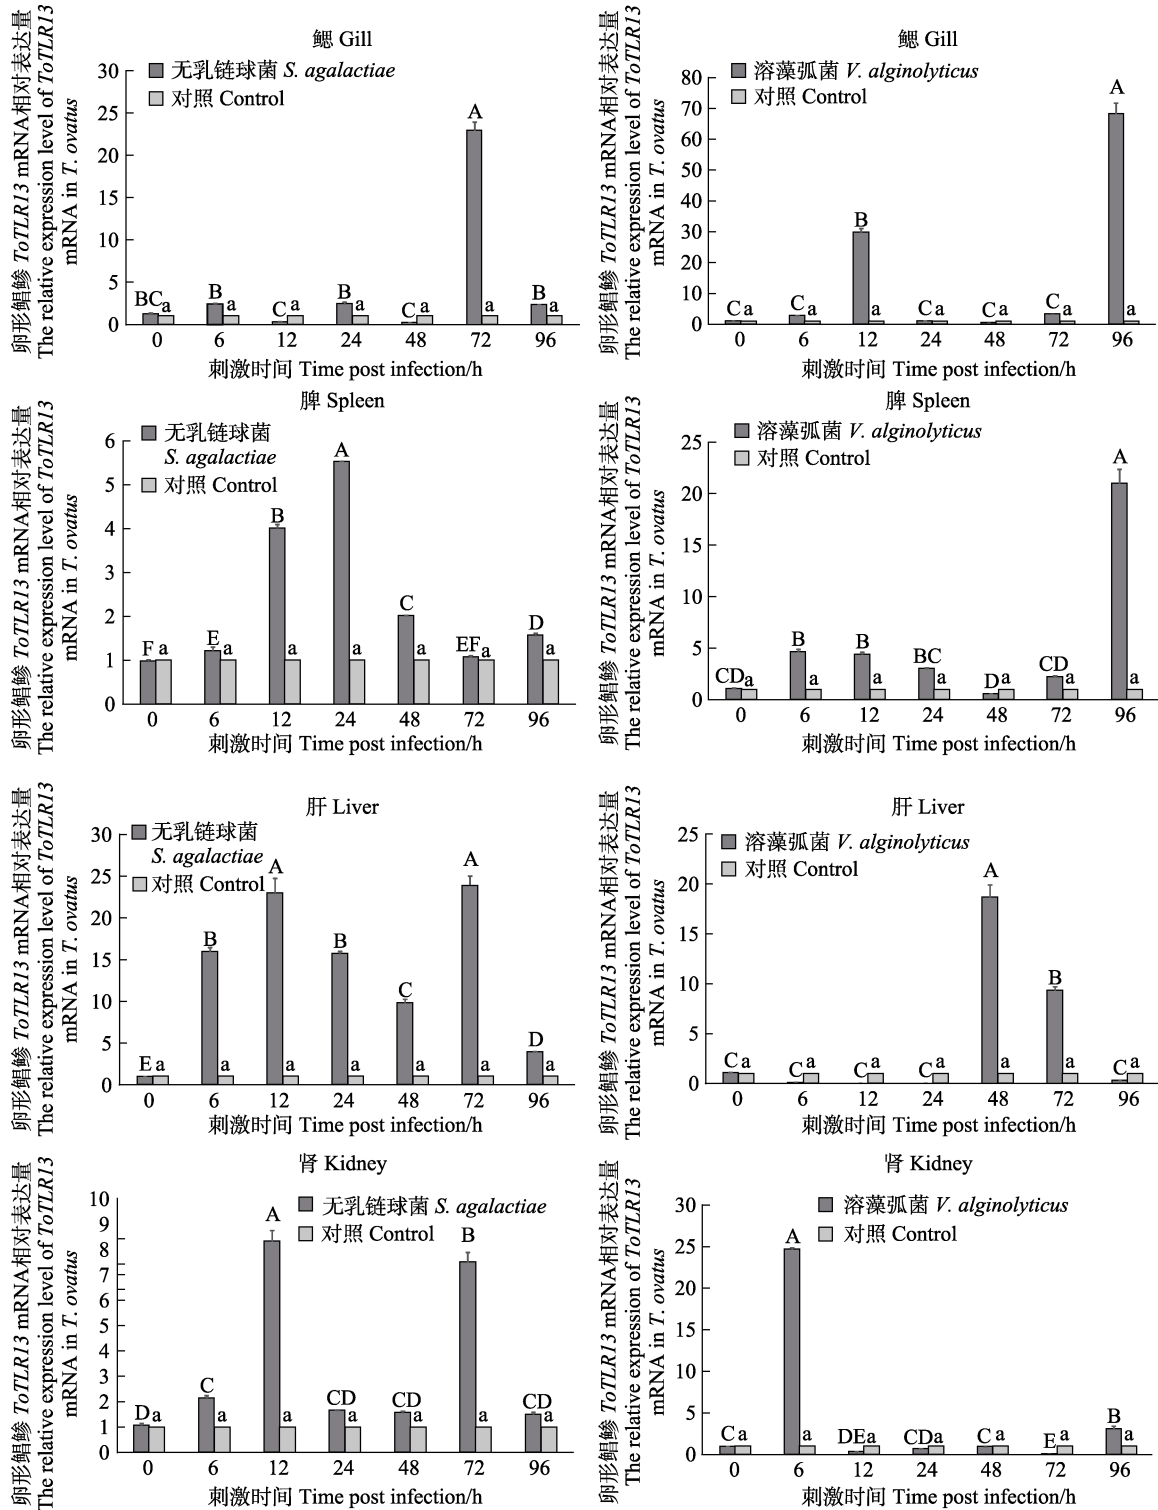 鳃 Gill
卵形鲳鲹 ToTLR13 mRNA相对表达量
The relative expression level of ToTLR13
mRNA in T. ovatus
无乳链球菌 S. agalactiae
对照 Control
30
25
20
15
10
5
0
BC a B a C a B a C a A a B a
0 6 12 24 48 72 96
刺激时间 Time post infection/h
鳃 Gill
卵形鲳鲹 ToTLR13 mRNA相对表达量
The relative expression level of ToTLR13
mRNA in T. ovatus
溶藻弧菌 V. alginolyticus
对照 Control
80
70
60
50
40
30
20
10
0
C a C a B a C a C a C a A a
0 6 12 24 48 72 96
刺激时间 Time post infection/h
脾 Spleen
卵形鲳鲹 ToTLR13 mRNA相对表达量
The relative expression level of ToTLR13
mRNA in T. ovatus
无乳链球菌
S. agalactiae
对照 Control
6
5
4
3
2
1
0
F a E a B a A a C a EF a D a
0 6 12 24 48 72 96
刺激时间 Time post infection/h
脾 Spleen
卵形鲳鲹 ToTLR13 mRNA相对表达量
The relative expression level of ToTLR13
mRNA in T. ovatus
溶藻弧菌 V. alginolyticus
对照 Control
25
20
15
10
5
0
CD a B a B a BC a D a CD a A a
0 6 12 24 48 72 96
刺激时间 Time post infection/h
肝 Liver
卵形鲳鲹 ToTLR13 mRNA相对表达量
The relative expression level of ToTLR13
mRNA in T. ovatus
无乳链球菌
S. agalactiae
对照 Control
30
25
20
15
10
5
0
E a B a A a B a C a A a D a
0 6 12 24 48 72 96
刺激时间 Time post infection/h
肝 Liver
卵形鲳鲹 ToTLR13 mRNA相对表达量
The relative expression level of ToTLR13
mRNA in T. ovatus
溶藻弧菌 V. alginolyticus
对照 Control
25
20
15
10
5
0
C a C a C a C a A a B a C a
0 6 12 24 48 72 96
刺激时间 Time post infection/h
肾 Kidney
卵形鲳鲹 ToTLR13 mRNA相对表达量
The relative expression level of ToTLR13
mRNA in T. ovatus
无乳链球菌 S. agalactiae
对照 Control
10
9
8
7
6
5
4
3
2
1
0
D a C a A a CD a CD a B a CD a
0 6 12 24 48 72 96
刺激时间 Time post infection/h
肾 Kidney
卵形鲳鲹 ToTLR13 mRNA相对表达量
The relative expression of ToTLR13
mRNA in T. ovatus
溶藻弧菌 V. alginolyticus
对照 Control
30
25
20
15
10
5
0
C a A a DE a CD a C a E a B a
0 6 12 24 48 72 96
刺激时间 Time post infection/h